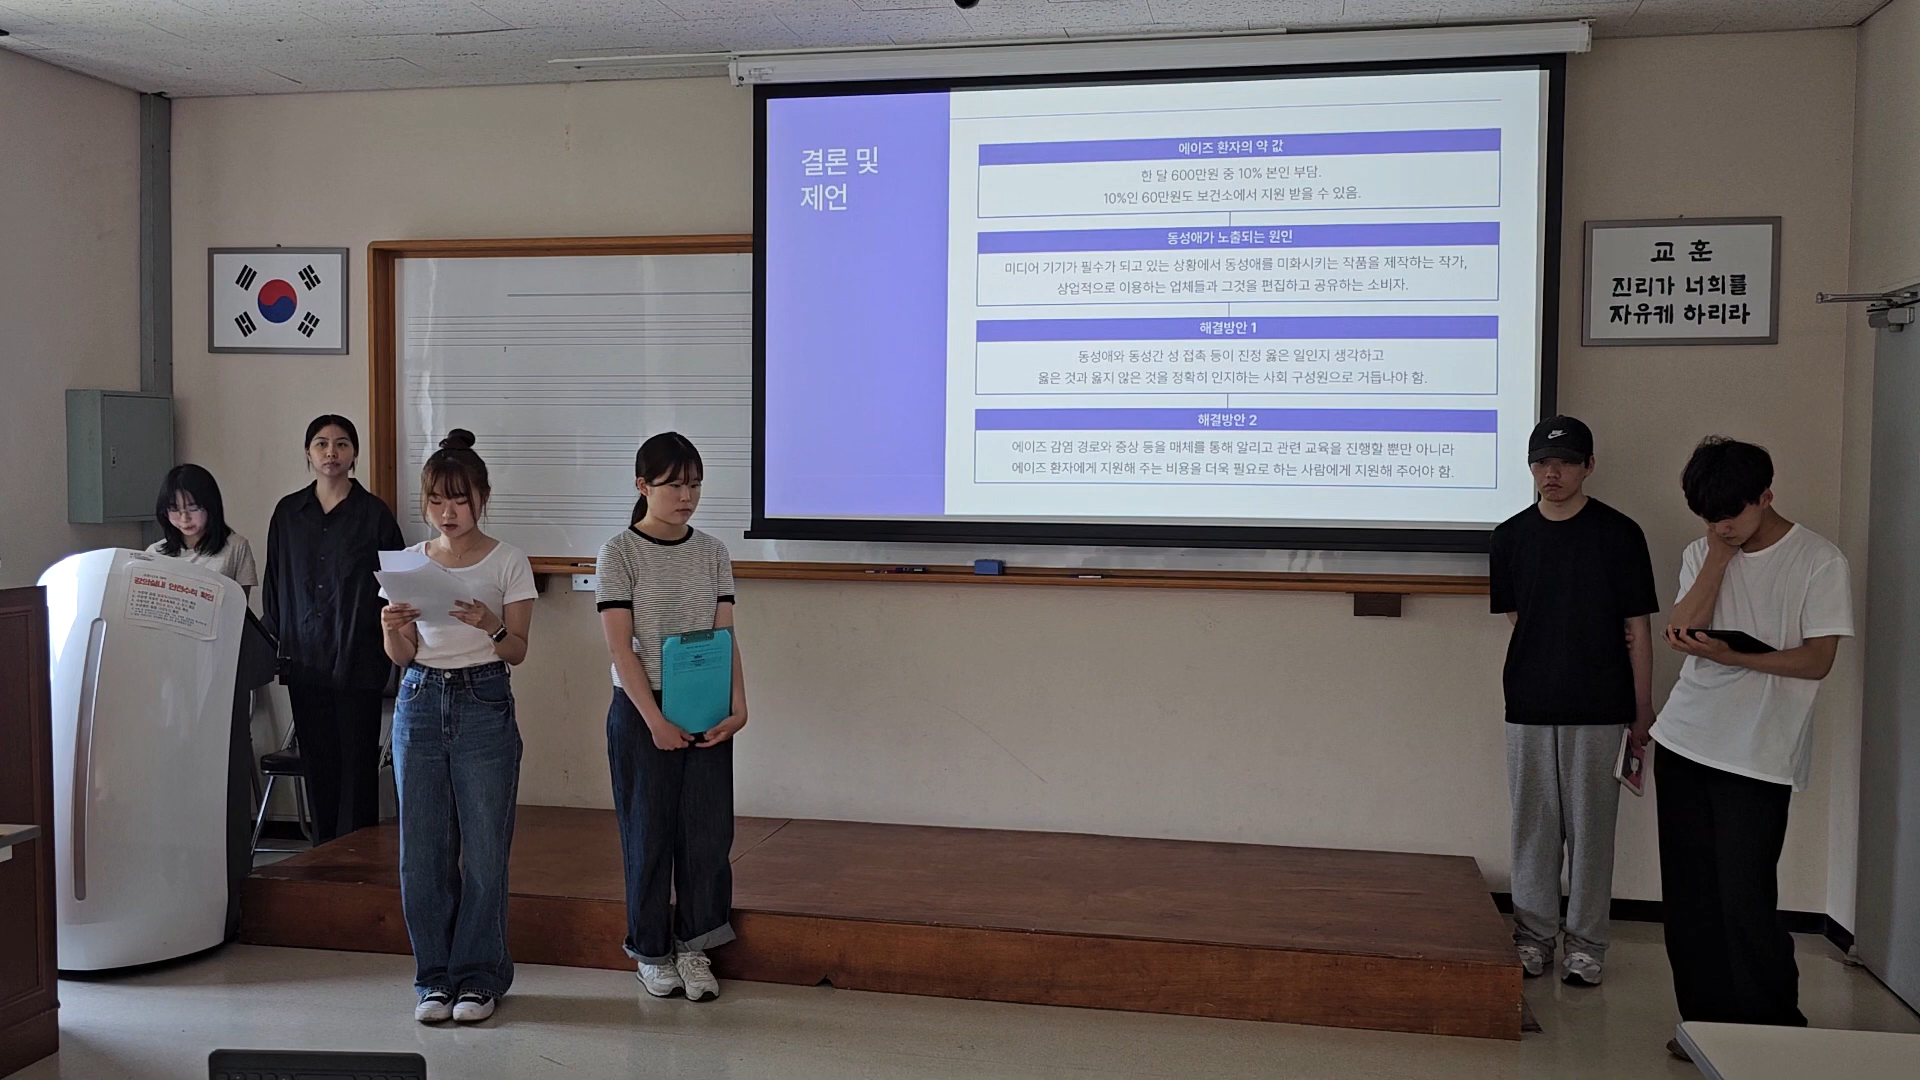 결론 및
제언
에이즈 환자의 약 값
한 달 600만원 중 10% 본인 부담.
10%인 60만원도 보건소에서 지원 받을 수 있음.
동성애가 노출되는 원인
미디어 기기가 필수가 되고 있는 상황에서 동성애를 미화시키는 작품을 제작하는 작가,
상업적으로 이용하는 업체들과 그것을 편집하고 공유하는 소비자.
해결방안 1
동성애와 동성간 성 접촉 등이 진정 옳은 일인지 생각하고
옳은 것과 옳지 않은 것을 정확히 인지하는 사회 구성원으로 거듭나야 함.
해결방안 2
에이즈 감염 경로와 증상 등을 매체를 통해 알리고 관련 교육을 진행할 뿐만 아니라
에이즈 환자에게 지원해 주는 비용을 더욱 필요로 하는 사람에게 지원해 주어야 함.
교 훈
진리가 너희를
자유케 하리라
강의실내 안전수칙 확인